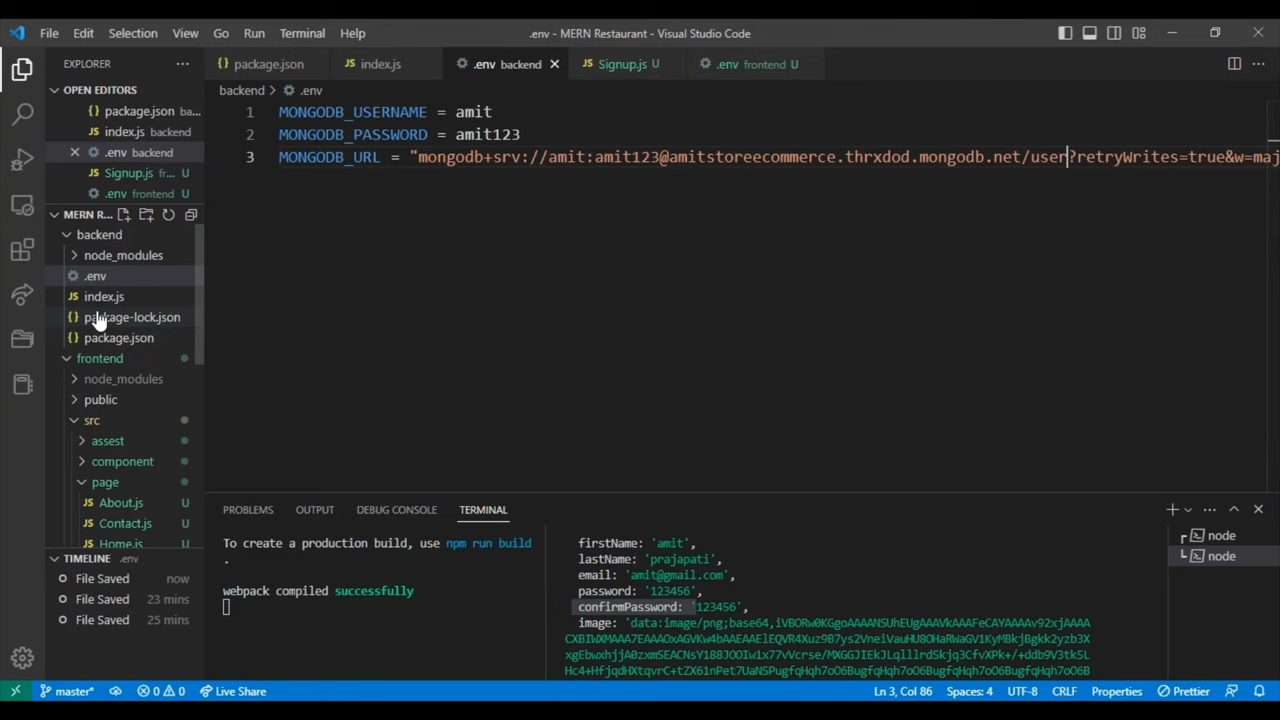 File Edit Selection View Go Run Terminal Help .env - MERN Restaurant - Visual Studio Code
EXPLORER
package.json index.js .env backend Signup.js U .env frontend U
OPEN EDITORS
package.json ba...
index.js backend
.env backend
Signup.js fr... U
.env frontend U
MERN R...
backend
node_modules
.env
index.js
package-lock.json
package.json
frontend
node_modules
public
src
assest
component
page
About.js U
Contact.js U
Home.js U
TIMELINE .env
File Saved now
File Saved 23 mins
File Saved 25 mins
backend > .env
1 MONGODB_USERNAME = amit
2 MONGODB_PASSWORD = amit123
3 MONGODB_URL = "mongodb+srv://amit:amit123@amitstoreecommerce.thrxdod.mongodb.net/user?retryWrites=true&w=maj
PROBLEMS OUTPUT DEBUG CONSOLE TERMINAL
To create a production build, use npm run build
.
webpack compiled successfully
firstName: 'amit',
lastName: 'prajapati',
email: 'amit@gmail.com',
password: '123456',
confirmPassword: '123456',
image: 'data:image/png;base64,
node
node
master* 0 0 Live Share Ln 3, Col 86 Spaces: 4 UTF-8 CRLF Properties Prettier